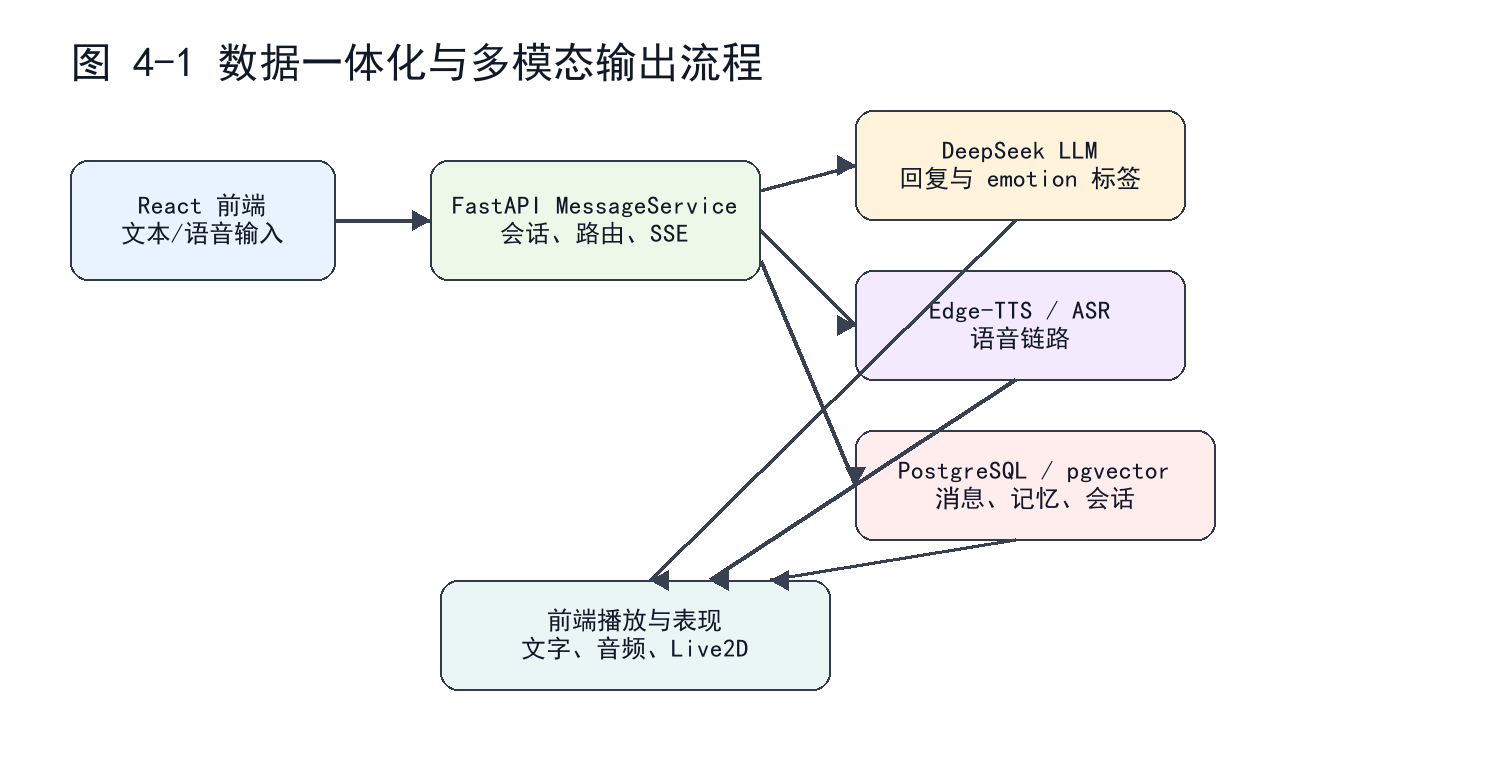 图 4-1 数据一体化与多模态输出流程
React 前端
文本/语音输入
FastAPI MessageService
会话、路由、SSE
DeepSeek LLM
回复与 emotion 标签
Edge-TTS / ASR
语音链路
PostgreSQL / pgvector
消息、记忆、会话
前端播放与表现
文字、音频、Live2D